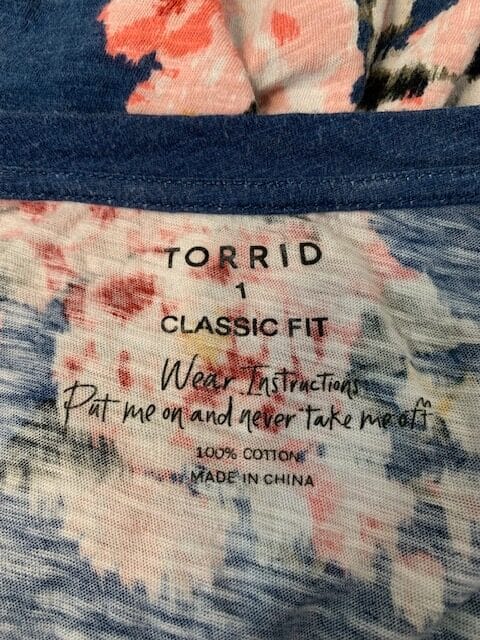 TORRID
1
CLASSIC FIT
Wear Instructions
Put me on and never take me off
100% COTTON
MADE IN CHINA